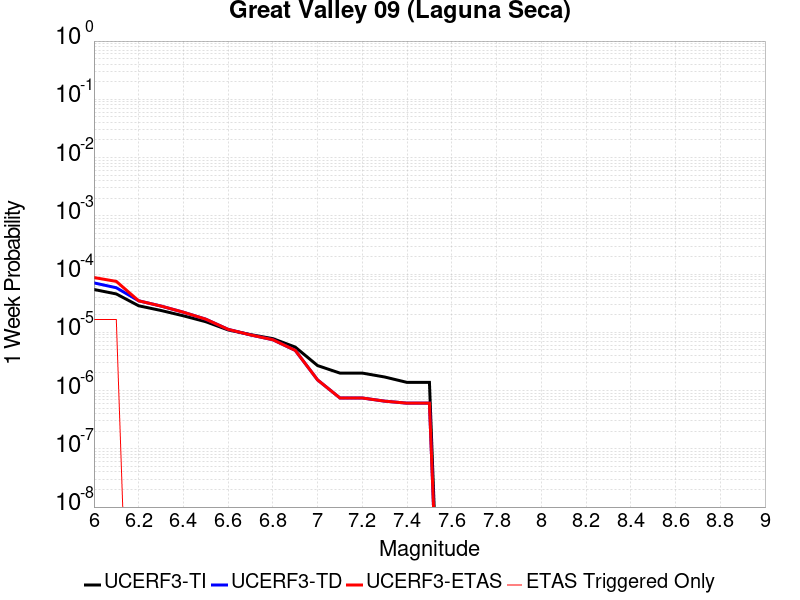 Great Valley 09 (Laguna Seca)
10^0
10^-1
10^-2
10^-3
10^-4
10^-5
10^-6
10^-7
10^-8
1 Week Probability
6 6.2 6.4 6.6 6.8 7 7.2 7.4 7.6 7.8 8 8.2 8.4 8.6 8.8 9
Magnitude
UCERF3-TI UCERF3-TD UCERF3-ETAS ETAS Triggered Only